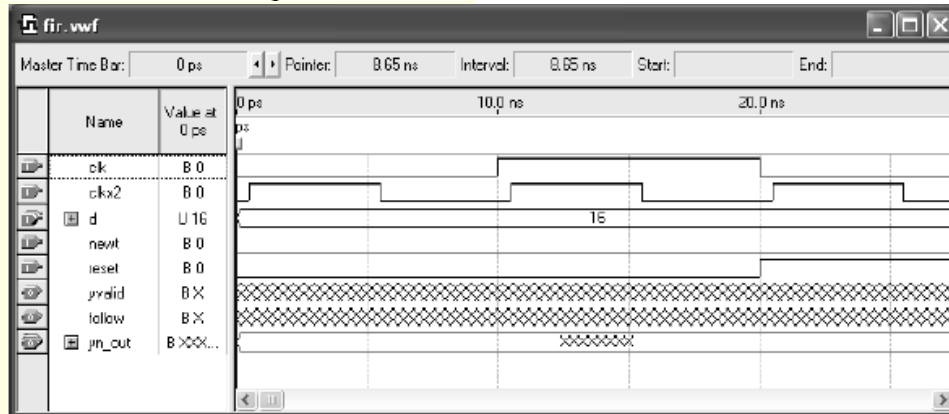 fir.vwf
Master Time Bar: 0 ps Pointer: 8.65 ns Interval: 8.65 ns Start: End:
Name Value at 0 ps 0 ps 10.0 ns 20.0 ns
ps
clk B 0
clkx2 B 0
d U 16 16
newt B 0
reset B 0
yvalid B X
follow B X
yn_out B XXX...